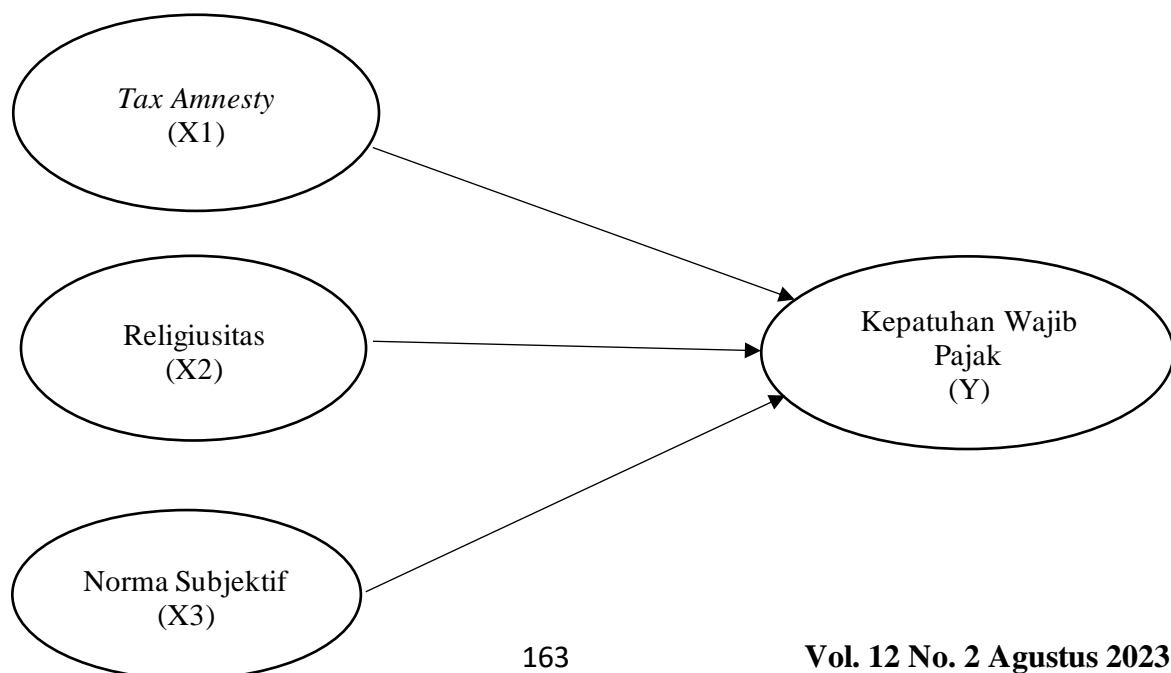 Tax Amnesty
(X1)
Religiusitas
(X2)
Kepatuhan Wajib
Pajak
(Y)
Norma Subjektif
(X3)
163
Vol. 12 No. 2 Agustus 2023